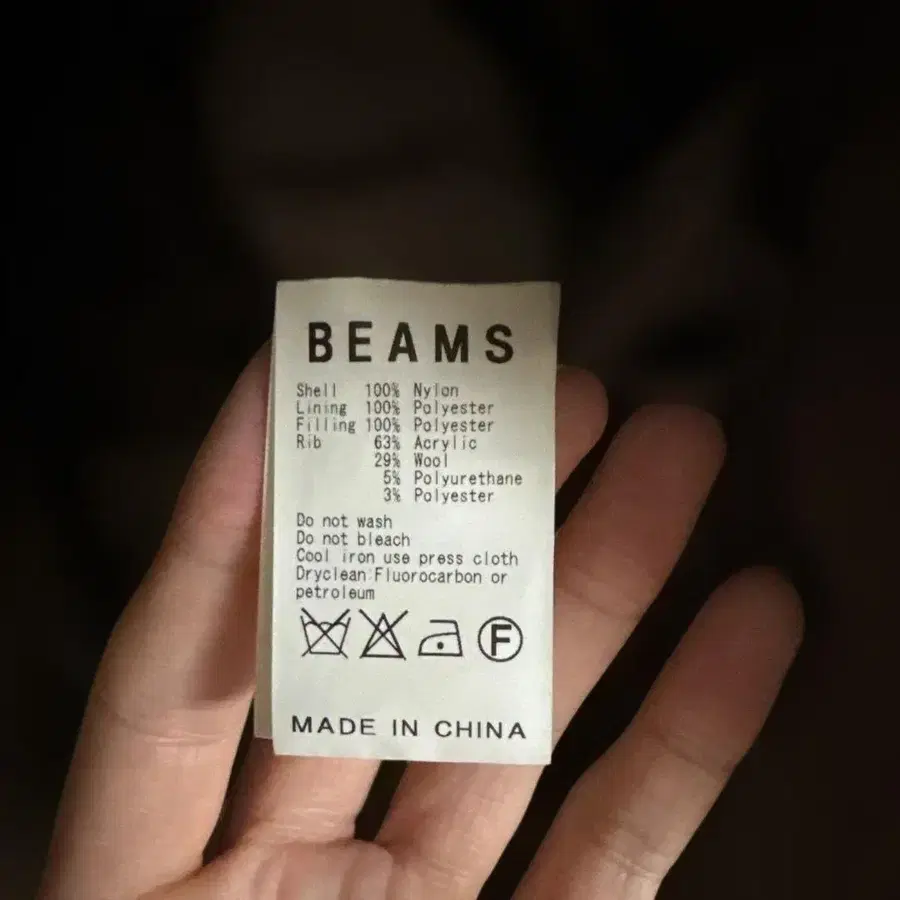 BEAMS
Shell 100% Nylon
Lining 100% Polyester
Filling 100% Polyester
Rib 63% Acrylic
29% Wool
5% Polyurethane
3% Polyester
Do not wash
Do not bleach
Cool iron use press cloth
Dryclean Fluorocarbon or
petroleum
F
MADE IN CHINA